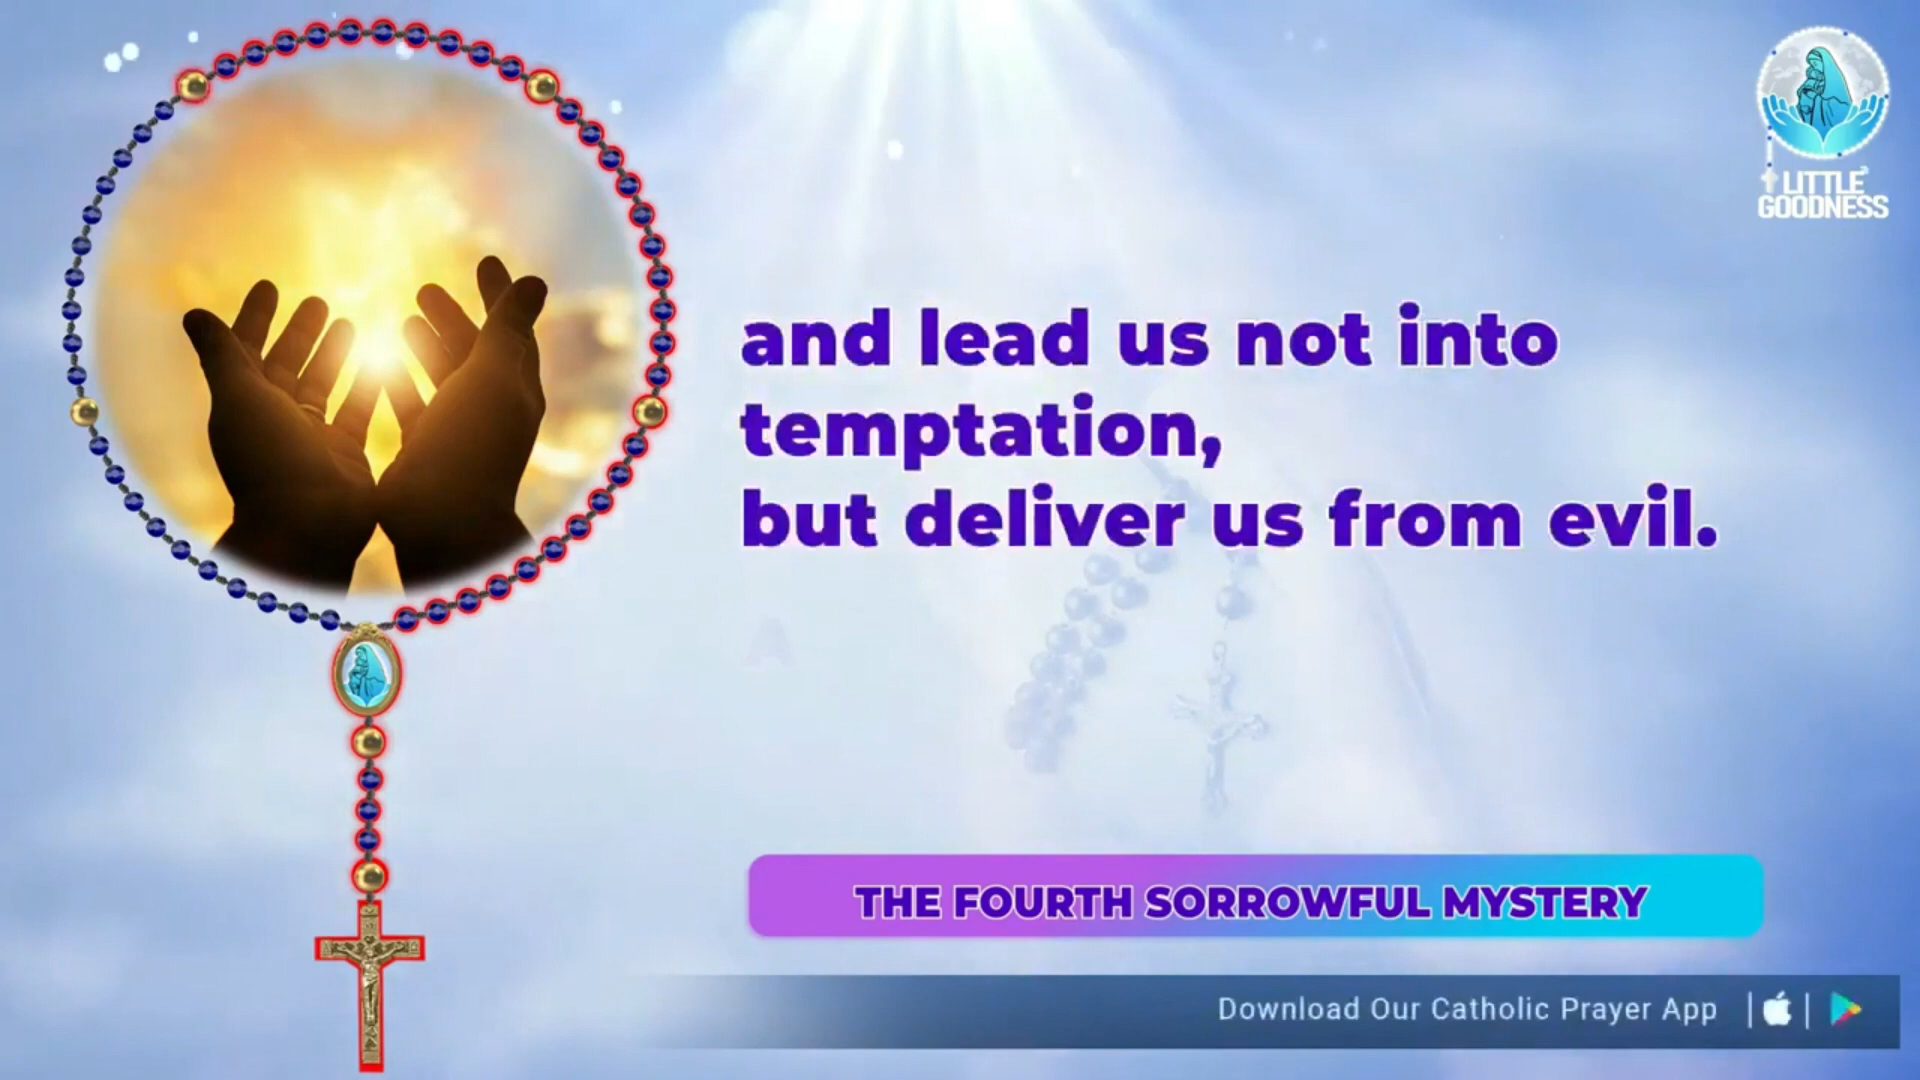 LITTLE
GOODNESS
and lead us not into
temptation,
but deliver us from evil.
THE FOURTH SORROWFUL MYSTERY
Download Our Catholic Prayer App